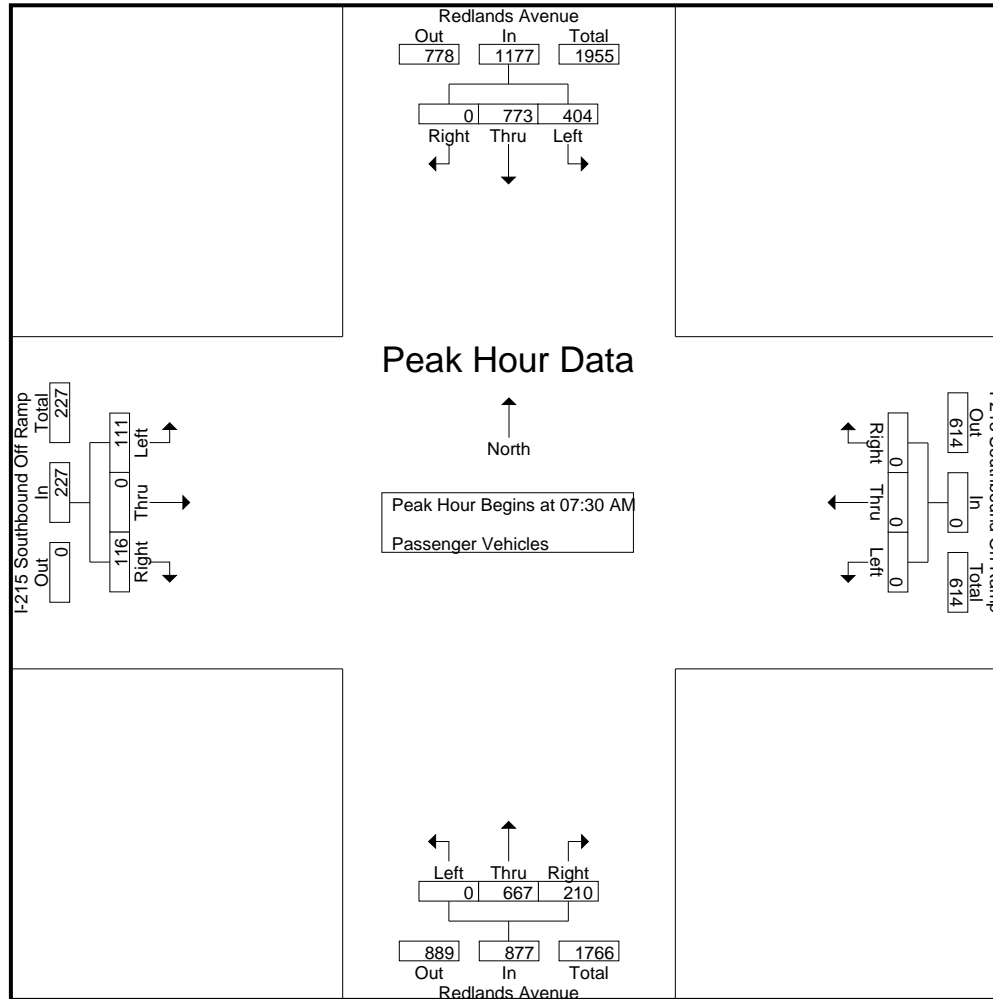 Redlands Avenue
Out In Total
778 1177 1955
0 773 404
Right Thru Left
Peak Hour Data
North
Peak Hour Begins at 07:30 AM
Passenger Vehicles
I-215 Southbound Off Ramp
Total In Out
227 227 0
111 0 116
Left Thru Right
Right Thru Left
0 0 0
614 0 614
Out In Total
Left Thru Right
0 667 210
889 877 1766
Out In Total
Redlands Avenue